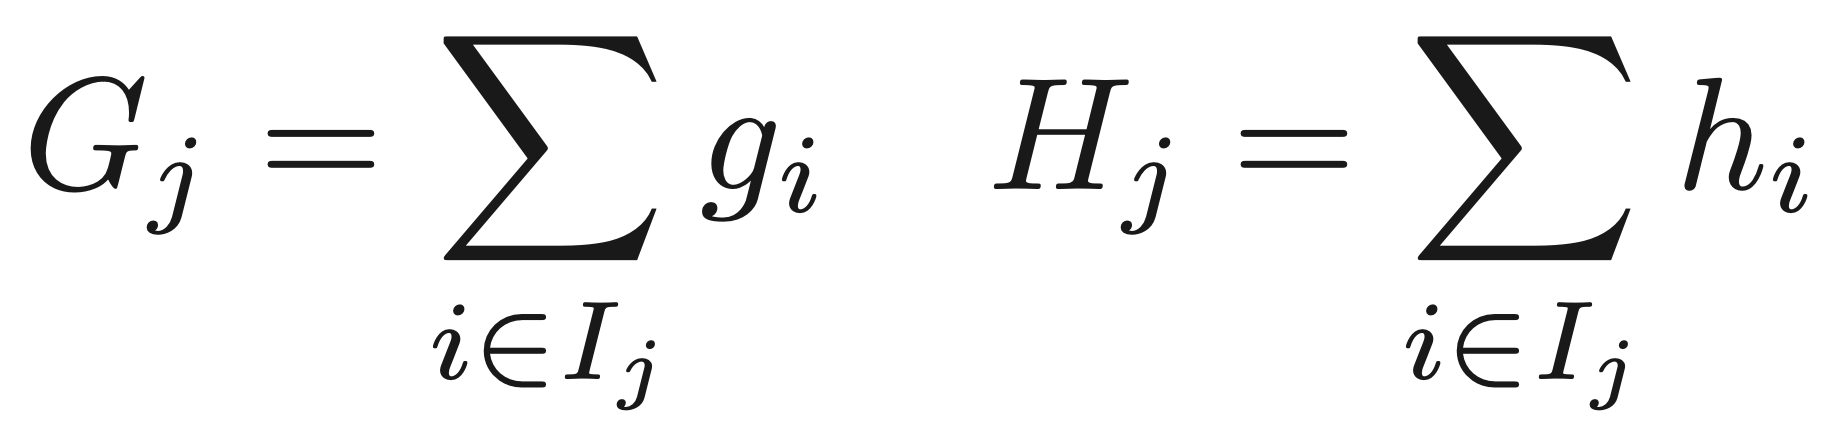 G_j = \sum_{i \in I_j} g_i \quad H_j = \sum_{i \in I_j} h_i